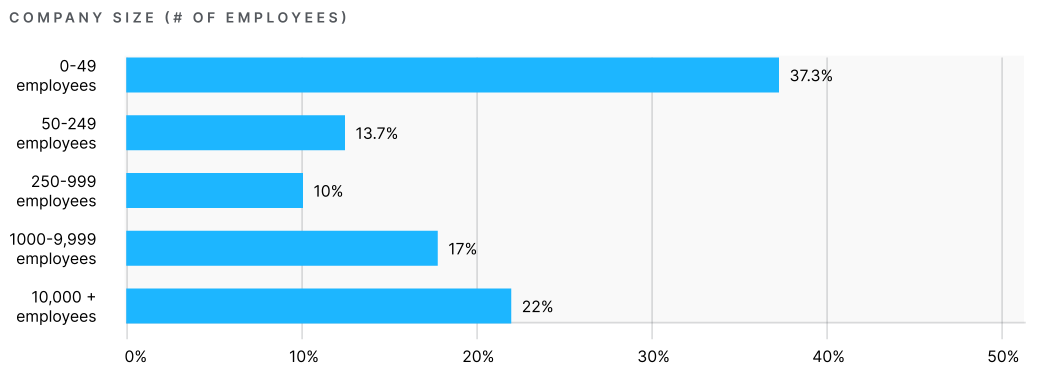 COMPANY SIZE (# OF EMPLOYEES)
0-49
employees
37.3%
50-249
employees
13.7%
250-999
employees
10%
1000-9,999
employees
17%
10,000 +
employees
22%
0% 10% 20% 30% 40% 50%